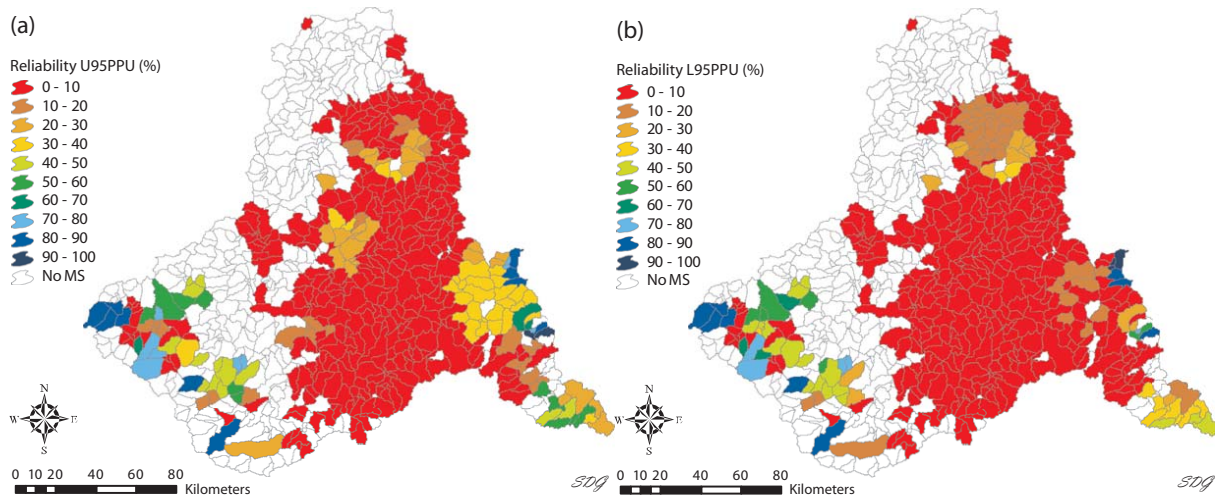 (a)
Reliability U95PPU (%)
0 - 10
10 - 20
20 - 30
30 - 40
40 - 50
50 - 60
60 - 70
70 - 80
80 - 90
90 - 100
No MS
N
W E
S
0 10 20 40 60 80
Kilometers
SDG
(b)
Reliability L95PPU (%)
0 - 10
10 - 20
20 - 30
30 - 40
40 - 50
50 - 60
60 - 70
70 - 80
80 - 90
90 - 100
No MS
N
W E
S
0 10 20 40 60 80
Kilometers
SDG